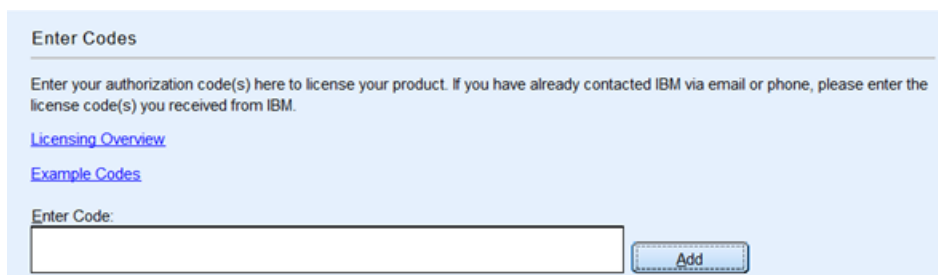 Enter Codes
Enter your authorization code(s) here to license your product. If you have already contacted IBM via email or phone, please enter the
license code(s) you received from IBM.
Licensing Overview
Example Codes
Enter Code:
Add